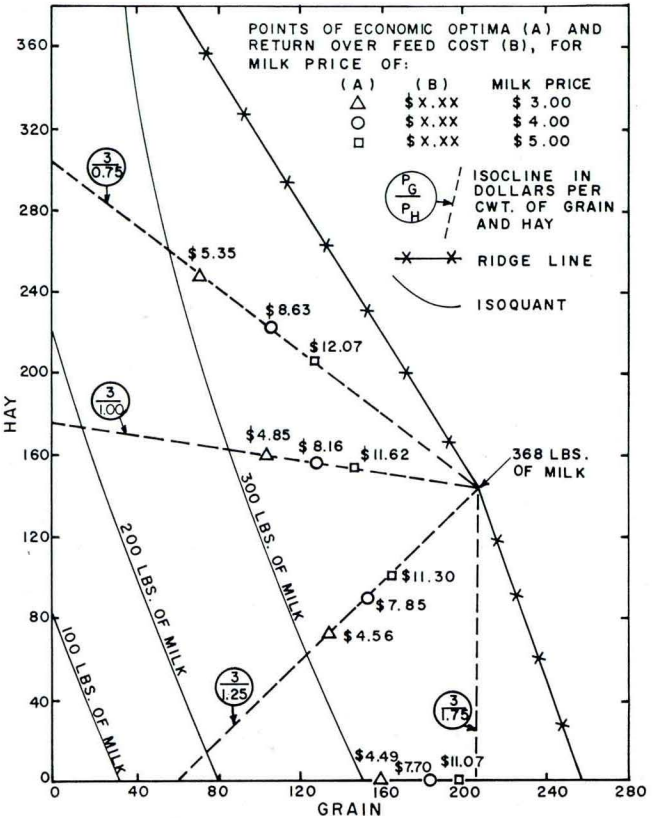 POINTS OF ECONOMIC OPTIMA (A) AND
RETURN OVER FEED COST (B), FOR
MILK PRICE OF:
(A) (B) MILK PRICE
△ $X.XX $3.00
○ $X.XX $4.00
□ $X.XX $5.00
P_G
P_H
ISOCLINE IN
DOLLARS PER
CWT. OF GRAIN
AND HAY
RIDGE LINE
ISOQUANT
360
320
280
240
200
160
120
80
40
0
HAY
3
0.75
$5.35
$8.63
$12.07
3
1.00
$4.85
$8.16
$11.62
368 LBS.
OF MILK
300 LBS. OF MILK
200 LBS. OF MILK
100 LBS. OF MILK
$11.30
$7.85
$4.56
3
1.25
3
1.75
$4.49
$7.70
$11.07
0 40 80 120 160 200 240 280
GRAIN